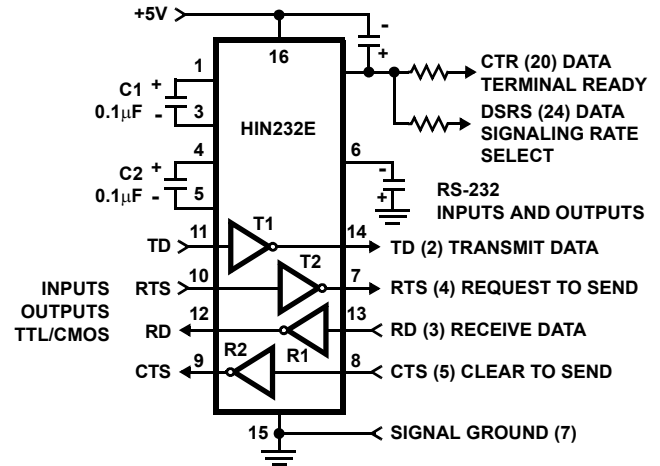 +5V
-
+
16
CTR (20) DATA
TERMINAL READY
DSRS (24) DATA
SIGNALING RATE
SELECT
1
C1
+
0.1µF
-
3
HIN232E
4
C2
+
0.1µF
-
5
6
-
+
RS-232
INPUTS AND OUTPUTS
11
T1
14
TD
TD (2) TRANSMIT DATA
10
T2
7
INPUTS
OUTPUTS
TTL/CMOS
RTS
RTS (4) REQUEST TO SEND
12
13
RD
R1
RD (3) RECEIVE DATA
9
R2
8
CTS
CTS (5) CLEAR TO SEND
15
SIGNAL GROUND (7)